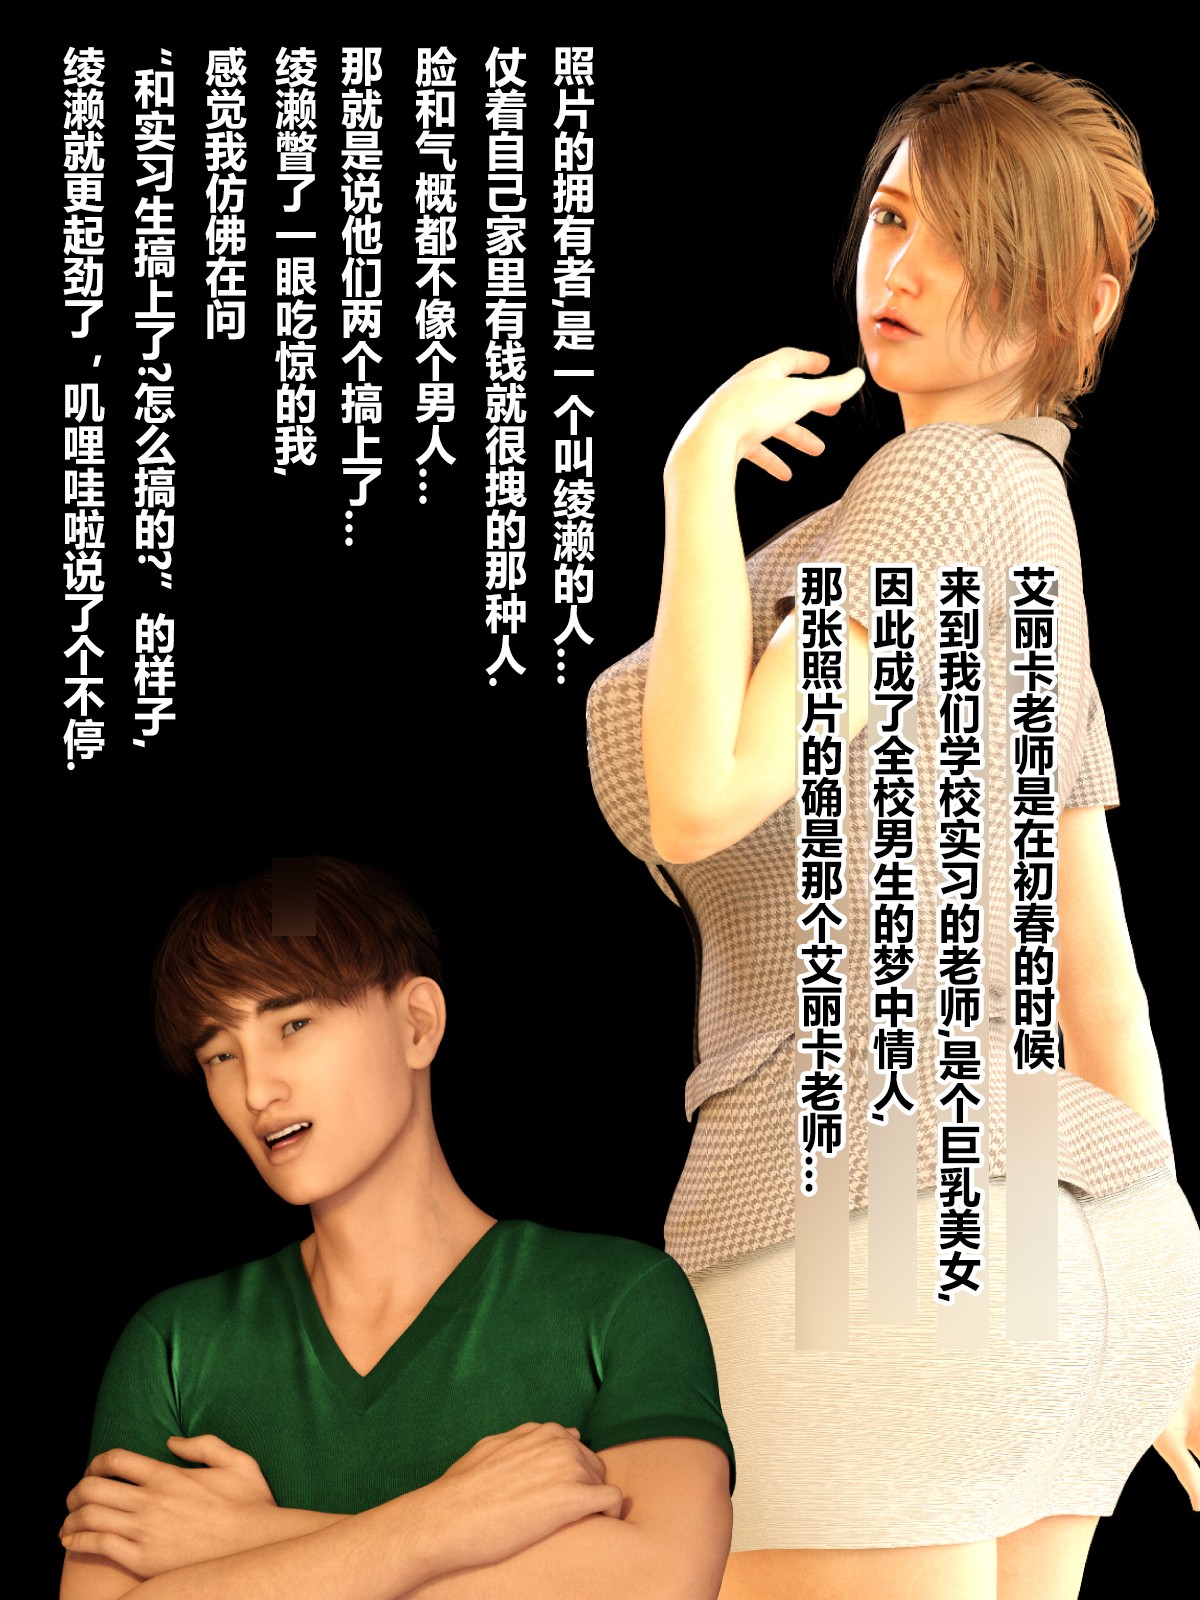 艾丽卡老师是在初春的时候
来到我们学校实习的老师,是个巨乳美女,
因此成了全校男生的梦中情人,
那张照片的确是那个艾丽卡老师…
照片的拥有者,是一个叫绫濑的人…
仗着自己家里有钱就很拽的那种人.
脸和气概都不像个男人…
那就是说他们两个搞上了…
绫濑瞥了一眼吃惊的我,
感觉我仿佛在问
“和实习生搞上了?怎么搞的?” 的样子,
绫濑就更起劲了,叽哩哇啦说了个不停.